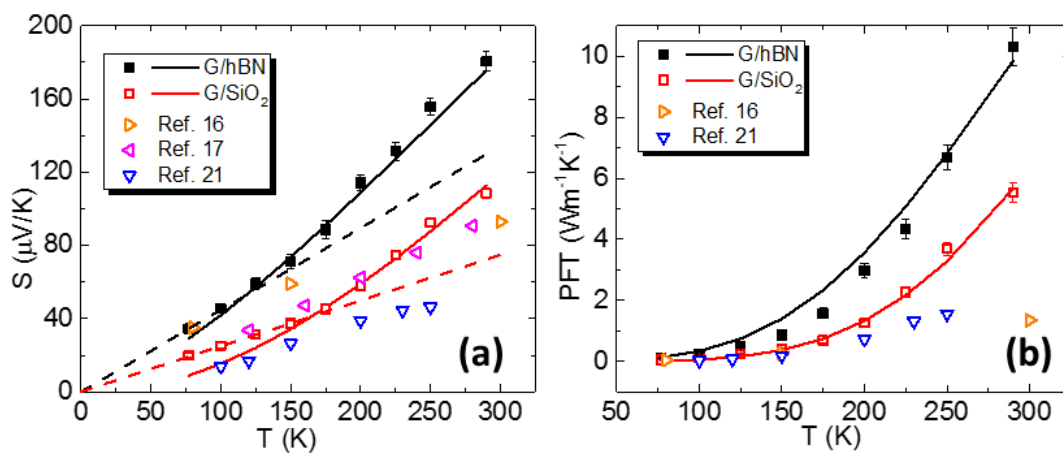 200
160
120
80
40
0
S (μV/K)
G/hBN
G/SiO₂
Ref. 16
Ref. 17
Ref. 21
(a)
0 50 100 150 200 250 300
T (K)
10
8
6
4
2
0
PFT (Wm⁻¹K⁻¹)
G/hBN
G/SiO₂
Ref. 16
Ref. 21
(b)
100 150 200 250 300
T (K)